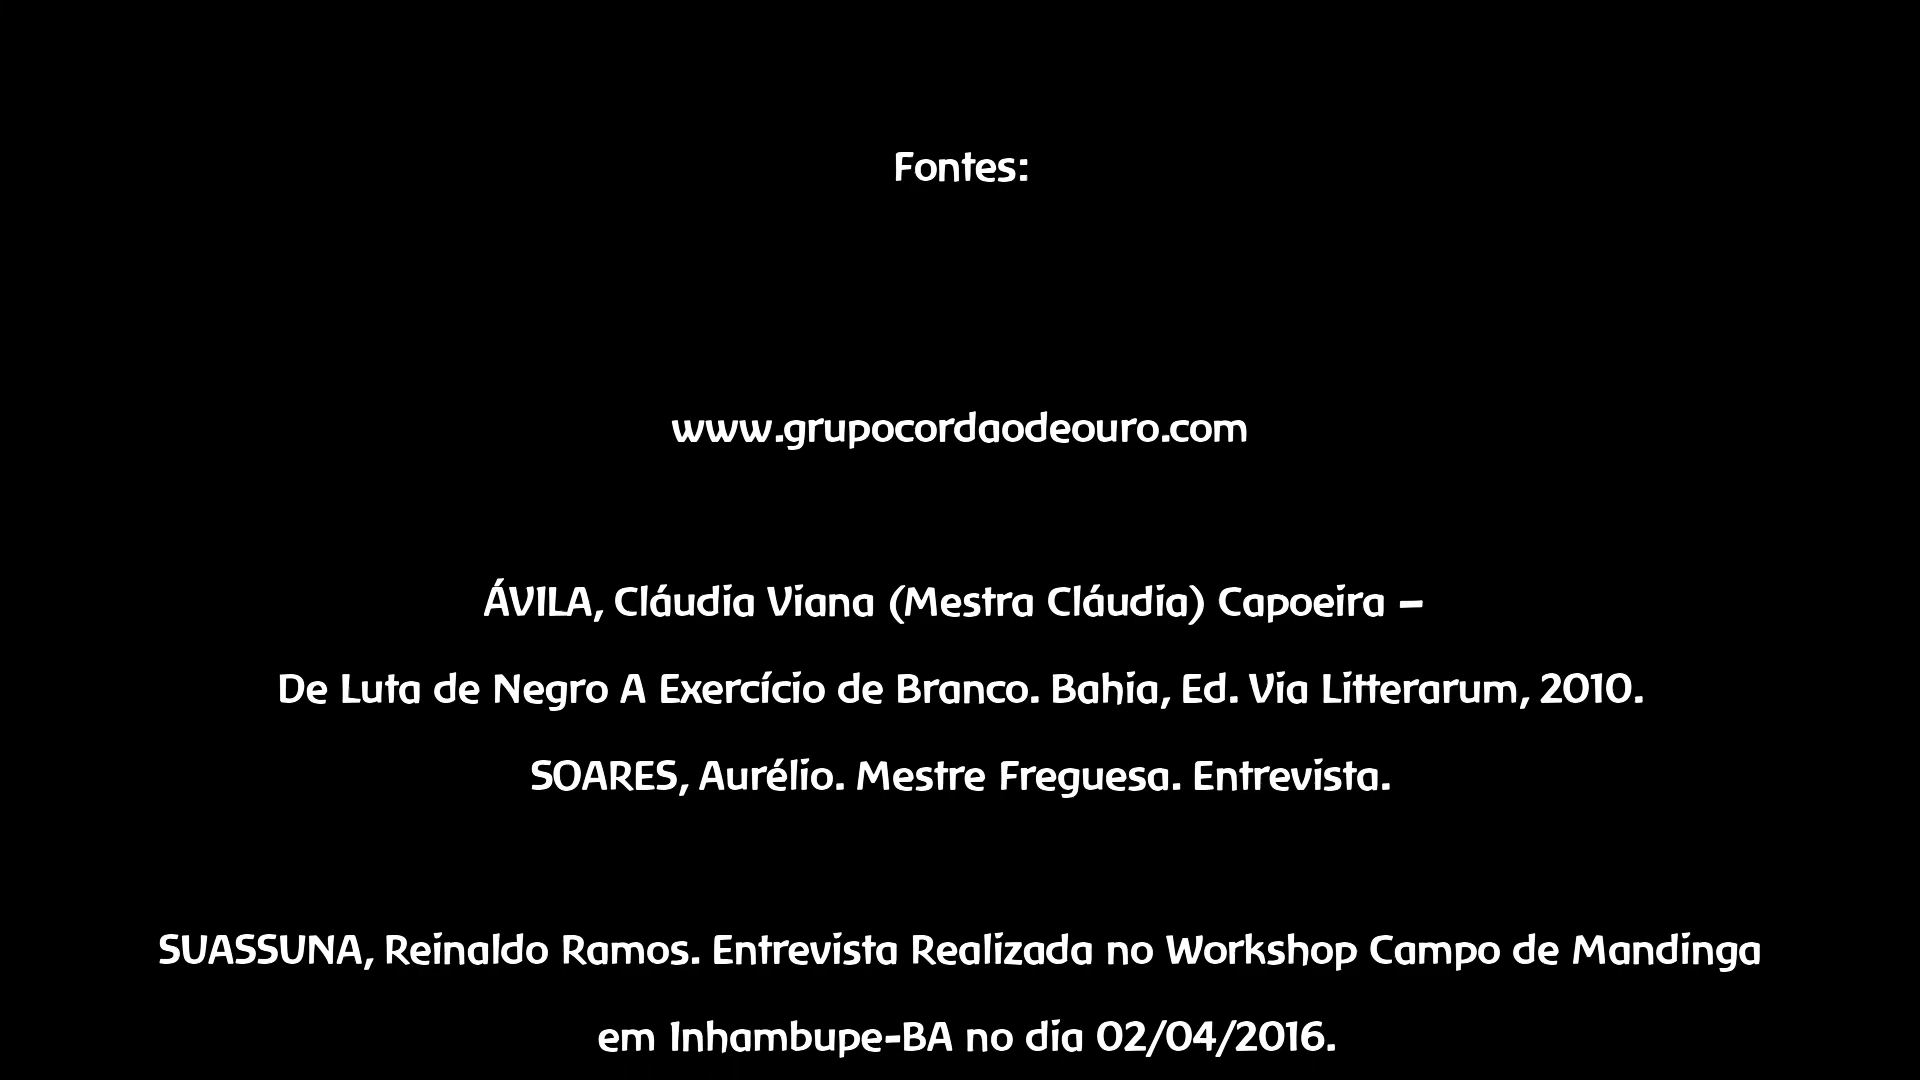 Fontes:
www.grupocordaodeouro.com
ÁVILA, Cláudia Viana (Mestra Cláudia) Capoeira –
De Luta de Negro A Exercício de Branco. Bahia, Ed. Via Litterarum, 2010.
SOARES, Aurélio. Mestre Freguesa. Entrevista.
SUASSUNA, Reinaldo Ramos. Entrevista Realizada no Workshop Campo de Mandinga
em Inhambupe-BA no dia 02/04/2016.